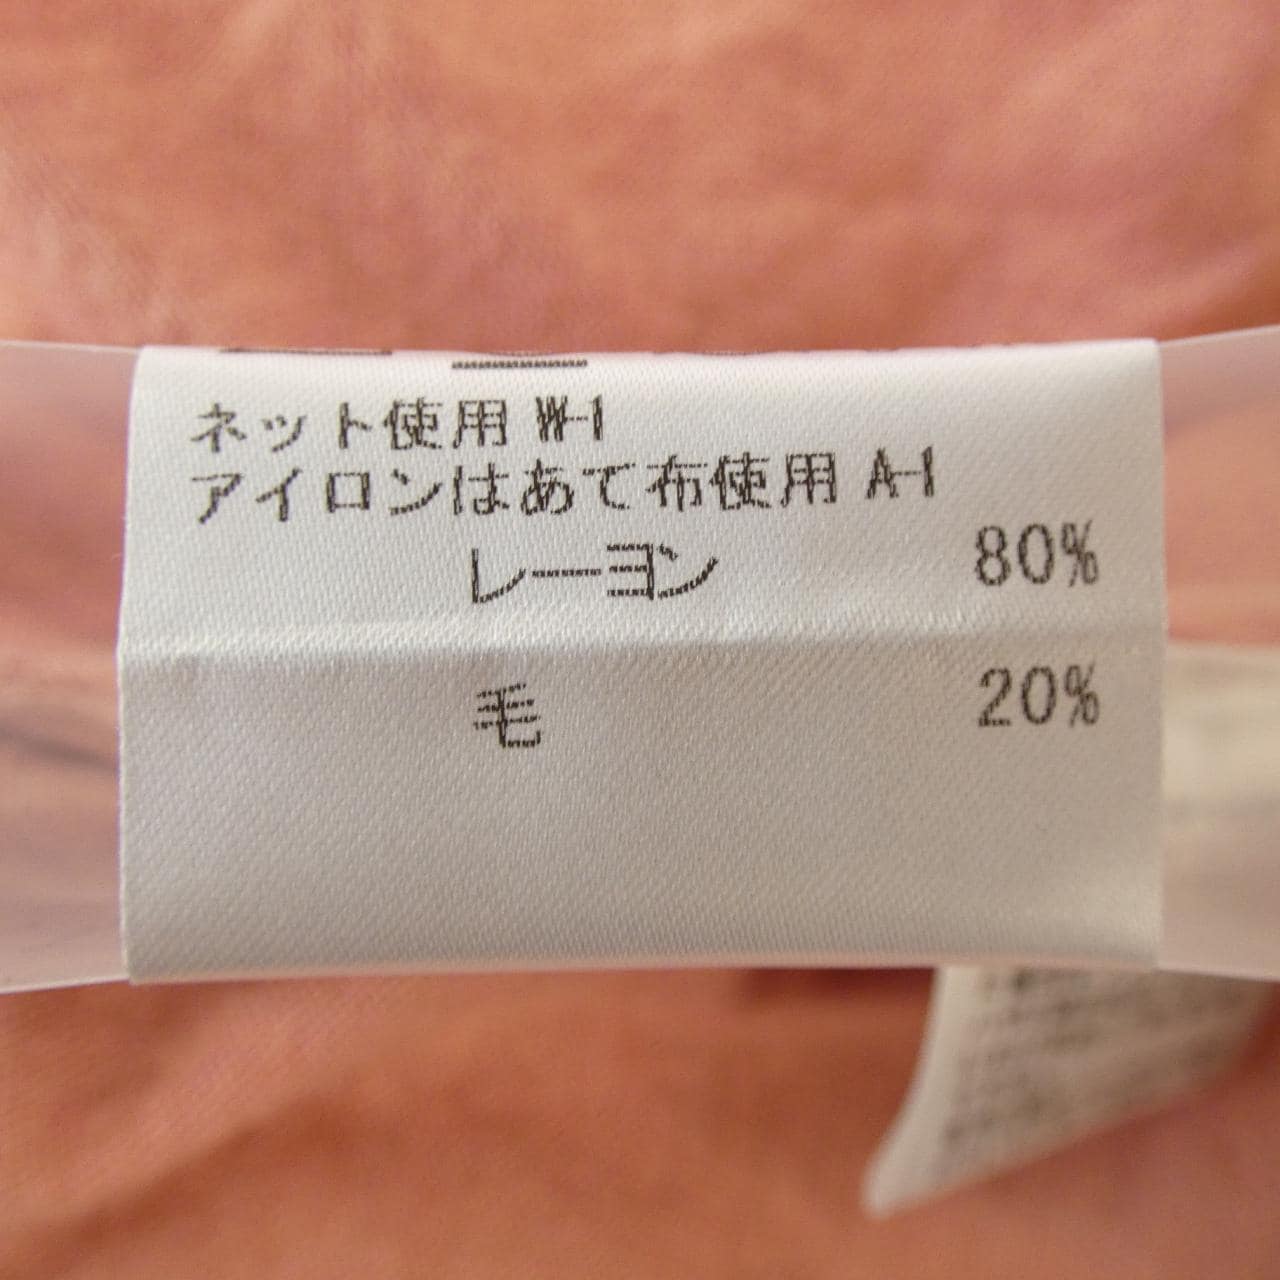 ネット使用 W-1
アイロンはあて布使用 A-1
レーヨン 80%
毛 20%